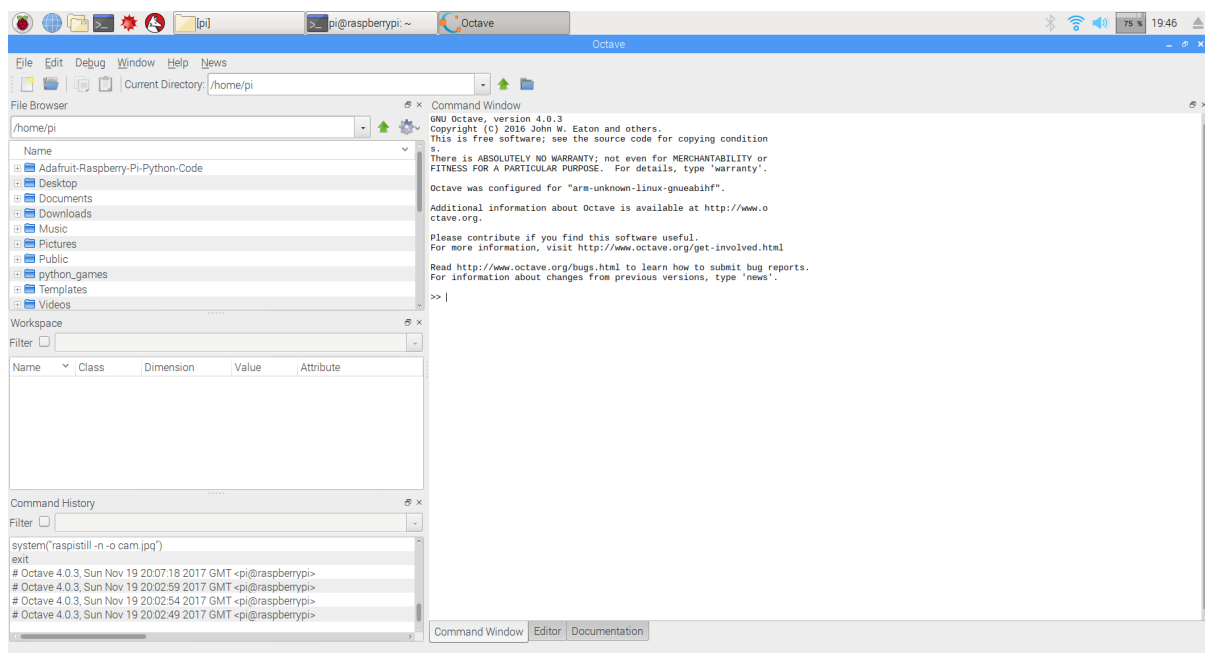 [pi]
pi@raspberrypi: ~
Octave
75 %
19:46
Octave
File Edit Debug Window Help News
Current Directory: /home/pi
File Browser
/home/pi
Name
Adafruit-Raspberry-Pi-Python-Code
Desktop
Documents
Downloads
Music
Pictures
Public
python_games
Templates
Videos
Workspace
Filter
Name Class Dimension Value Attribute
Command History
Filter
system("raspistill -n -o cam.jpg")
exit
# Octave 4.0.3, Sun Nov 19 20:07:18 2017 GMT <pi@raspberrypi>
# Octave 4.0.3, Sun Nov 19 20:02:59 2017 GMT <pi@raspberrypi>
# Octave 4.0.3, Sun Nov 19 20:02:54 2017 GMT <pi@raspberrypi>
# Octave 4.0.3, Sun Nov 19 20:02:49 2017 GMT <pi@raspberrypi>
Command Window
GNU Octave, version 4.0.3
Copyright (C) 2016 John W. Eaton and others.
This is free software; see the source code for copying condition
s.
There is ABSOLUTELY NO WARRANTY; not even for MERCHANTABILITY or
FITNESS FOR A PARTICULAR PURPOSE.  For details, type 'warranty'.
Octave was configured for "arm-unknown-linux-gnueabihf".
Additional information about Octave is available at http://www.o
ctave.org.
Please contribute if you find this software useful.
For more information, visit http://www.octave.org/get-involved.html
Read http://www.octave.org/bugs.html to learn how to submit bug reports.
For information about changes from previous versions, type 'news'.
>>
Command Window Editor Documentation